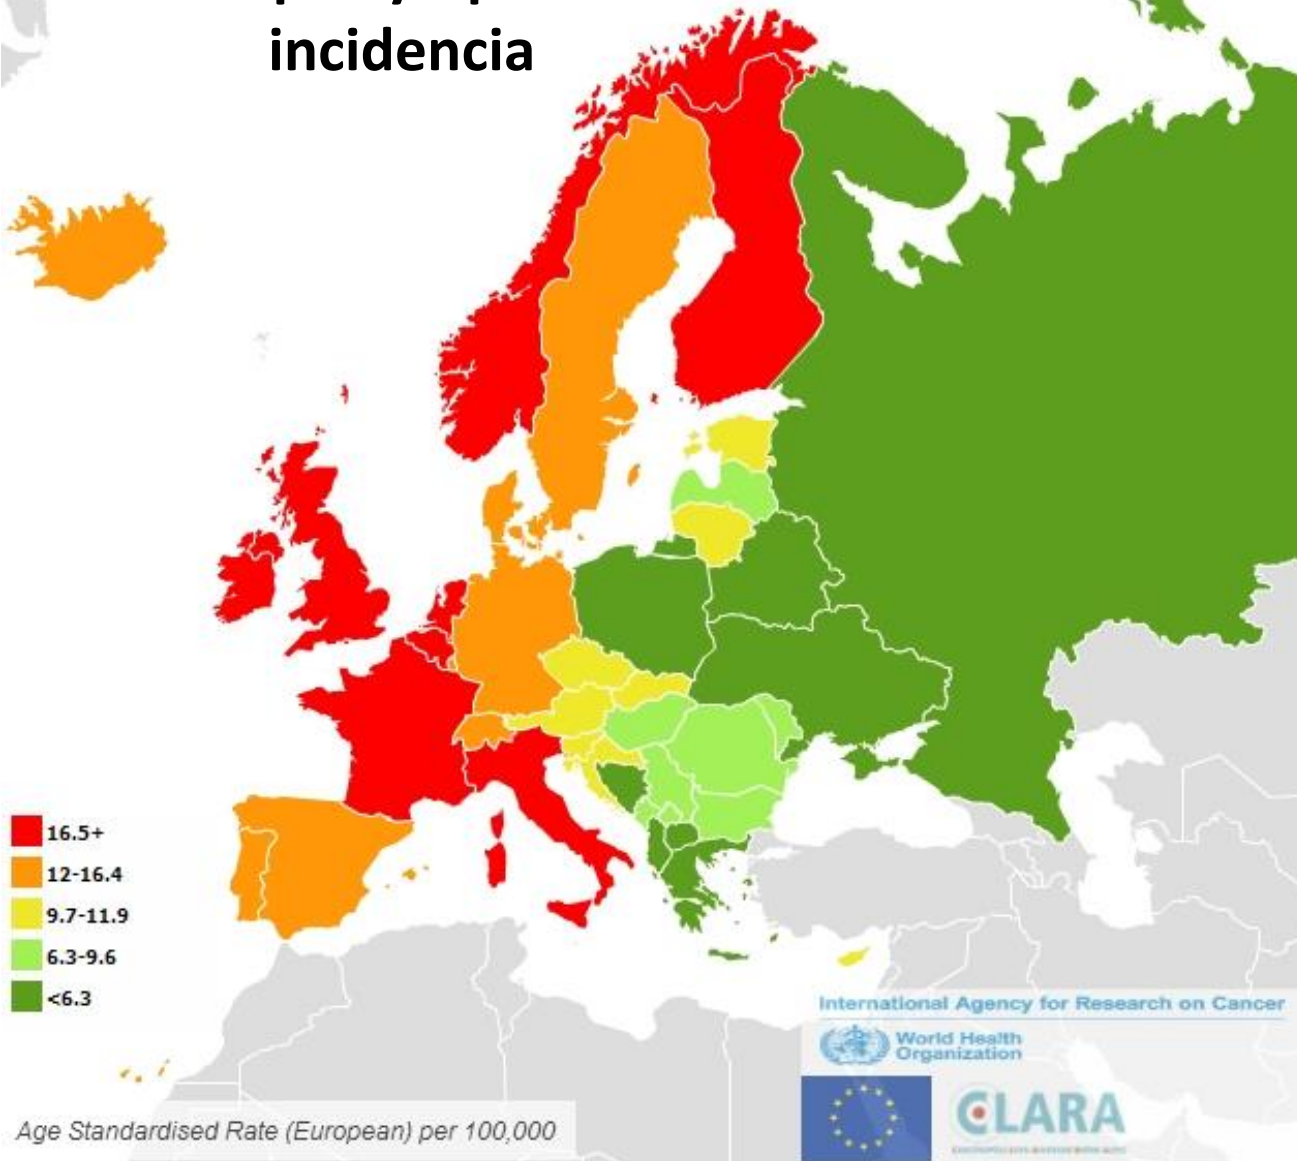 incidencia
16.5+
12-16.4
9.7-11.9
6.3-9.6
<6.3
International Agency for Research on Cancer
World Health
Organization
CLARA
Age Standardised Rate (European) per 100,000